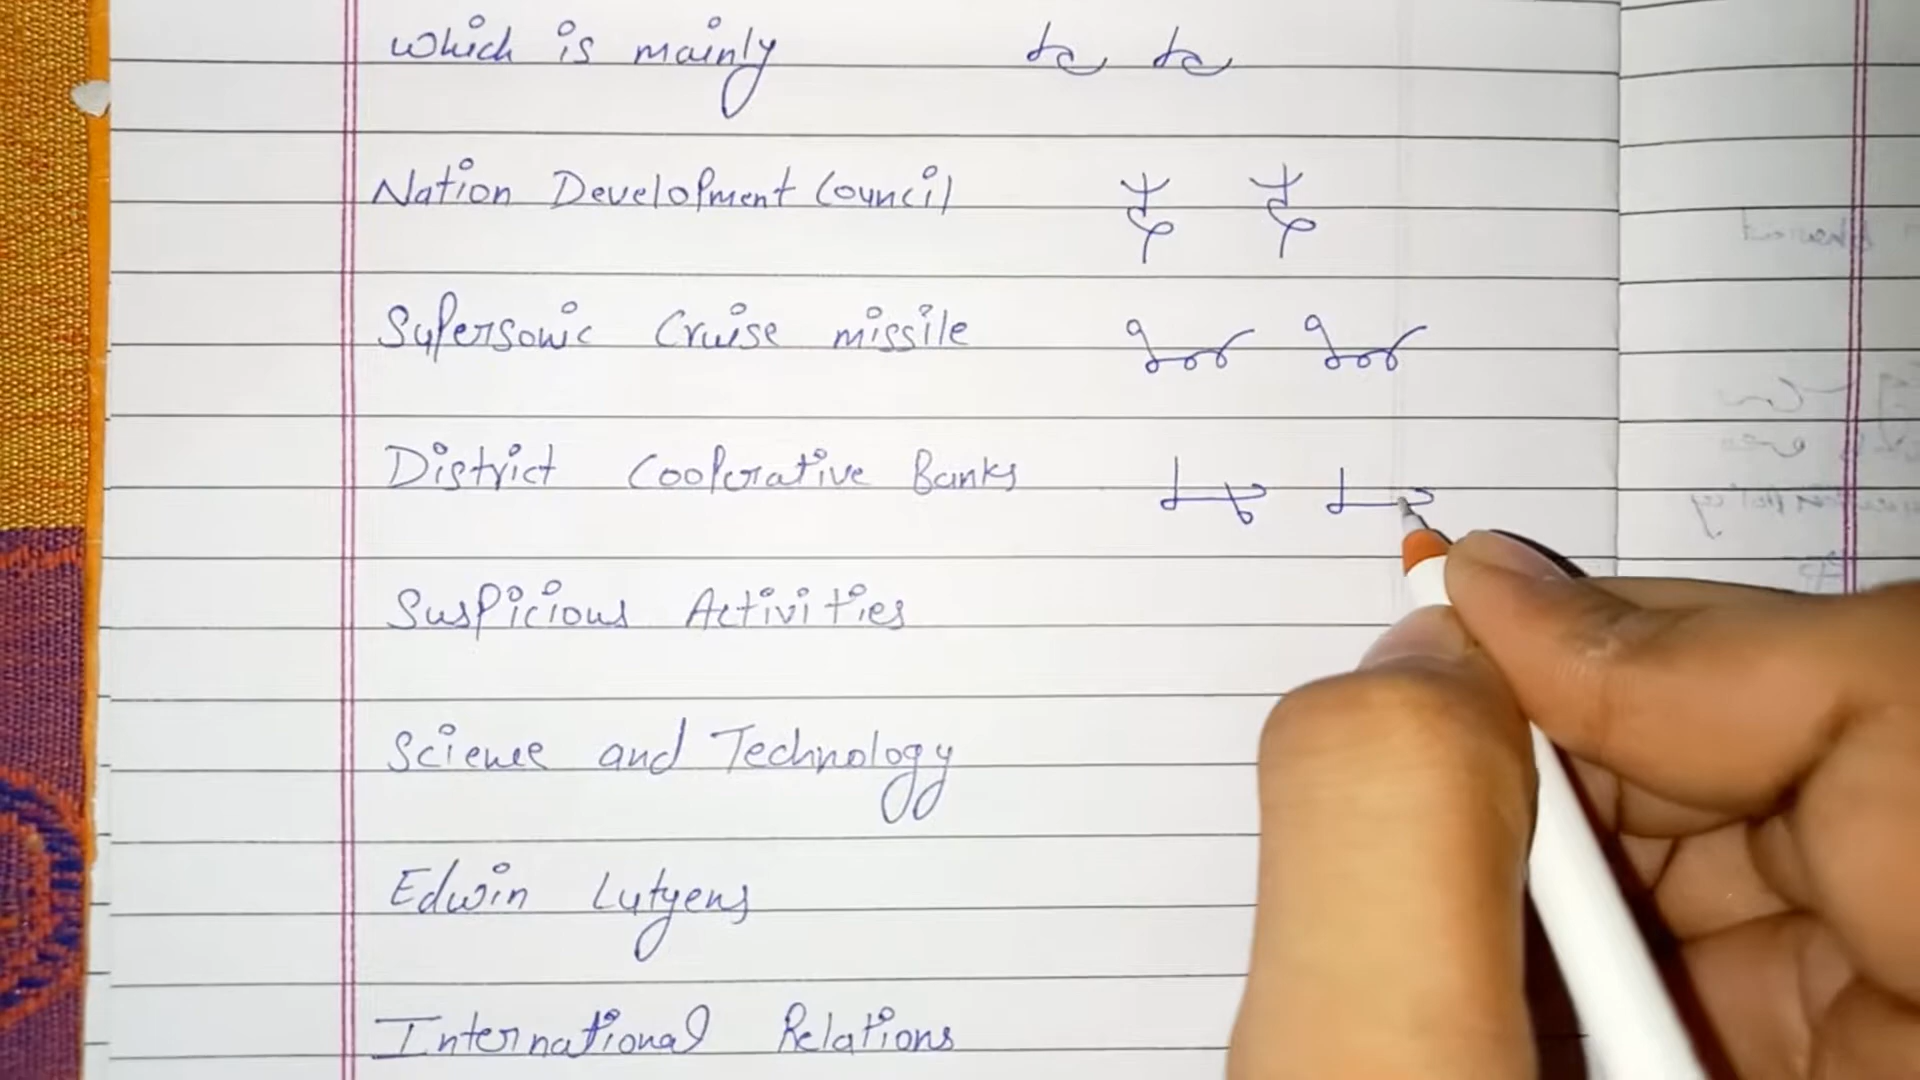 which is mainly
Nation Development Council
Supersonic Cruise missile
District Cooperative Banks
Suspicious Activities
Science and Technology
Edwin Lutyens
International Relations